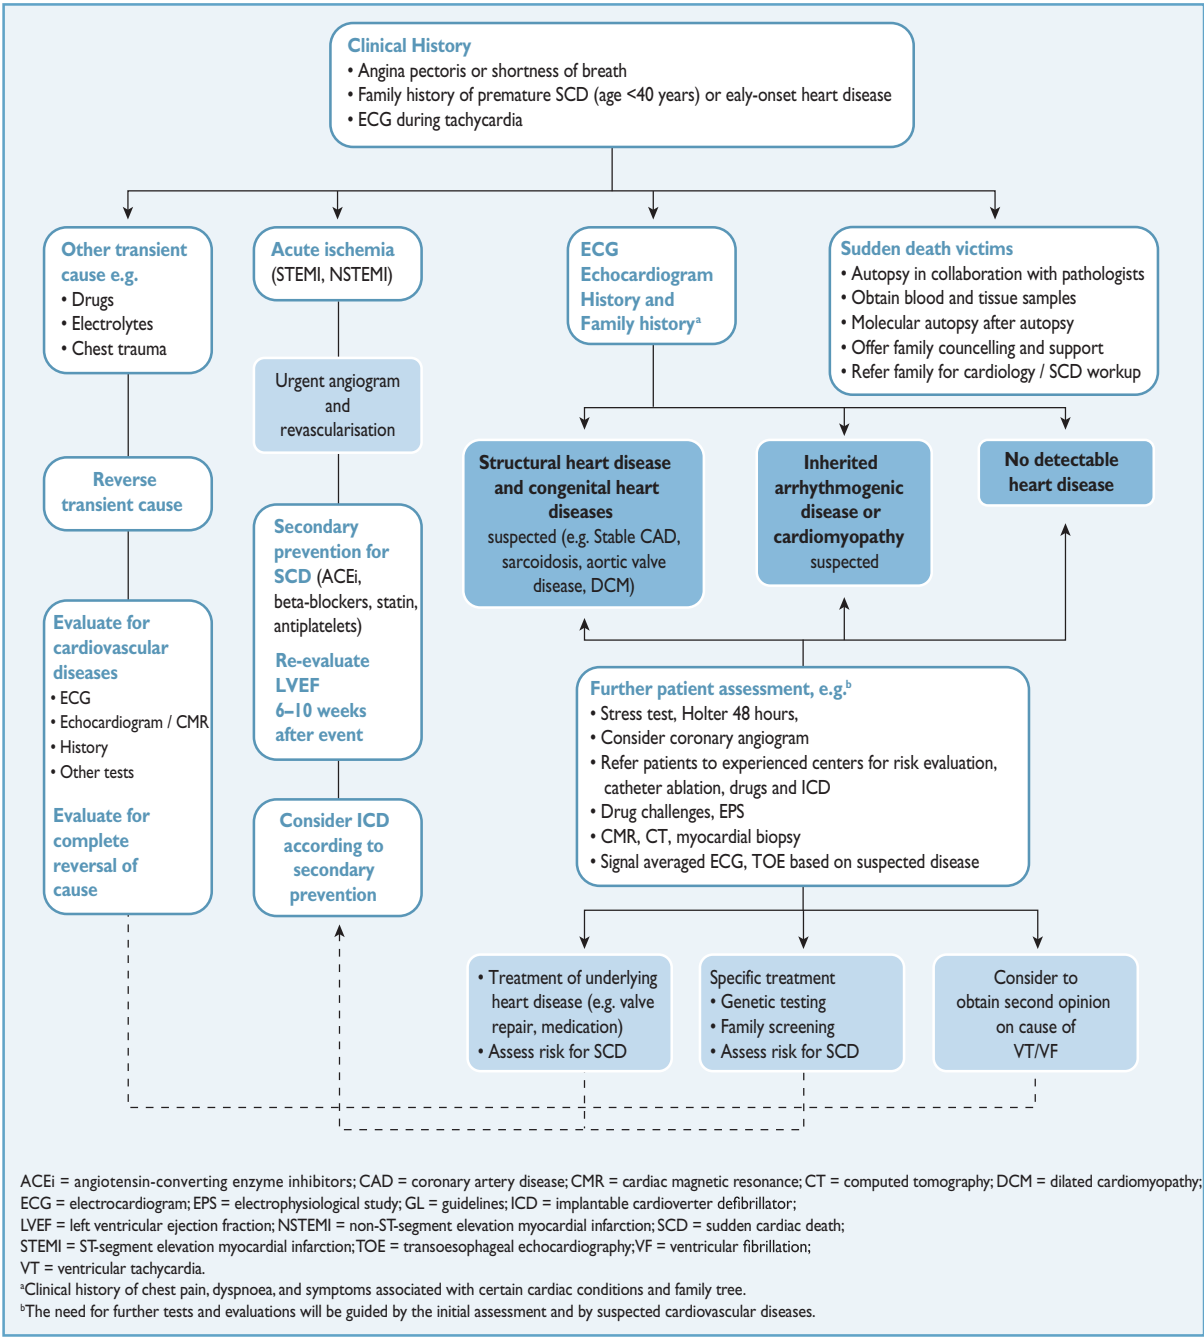 Clinical History
• Angina pectoris or shortness of breath
• Family history of premature SCD (age <40 years) or ealy-onset heart disease
• ECG during tachycardia
Other transient
cause e.g.
• Drugs
• Electrolytes
• Chest trauma
Acute ischemia
(STEMI, NSTEMI)
ECG
Echocardiogram
History and
Family historyᵃ
Sudden death victims
• Autopsy in collaboration with pathologists
• Obtain blood and tissue samples
• Molecular autopsy after autopsy
• Offer family councelling and support
• Refer family for cardiology / SCD workup
Urgent angiogram
and
revascularisation
Reverse
transient cause
Structural heart disease
and congenital heart
diseases
suspected (e.g. Stable CAD,
sarcoidosis, aortic valve
disease, DCM)
Inherited
arrhythmogenic
disease or
cardiomyopathy
suspected
No detectable
heart disease
Secondary
prevention for
SCD (ACEi,
beta-blockers, statin,
antiplatelets)
Re-evaluate
LVEF
6–10 weeks
after event
Evaluate for
cardiovascular
diseases
• ECG
• Echocardiogram / CMR
• History
• Other tests
Evaluate for
complete
reversal of
cause
Further patient assessment, e.g.ᵇ
• Stress test, Holter 48 hours,
• Consider coronary angiogram
• Refer patients to experienced centers for risk evaluation,
catheter ablation, drugs and ICD
• Drug challenges, EPS
• CMR, CT, myocardial biopsy
• Signal averaged ECG, TOE based on suspected disease
Consider ICD
according to
secondary
prevention
• Treatment of underlying
heart disease (e.g. valve
repair, medication)
• Assess risk for SCD
Specific treatment
• Genetic testing
• Family screening
• Assess risk for SCD
Consider to
obtain second opinion
on cause of
VT/VF
ACEi = angiotensin-converting enzyme inhibitors; CAD = coronary artery disease; CMR = cardiac magnetic resonance; CT = computed tomography; DCM = dilated cardiomyopathy;
ECG = electrocardiogram; EPS = electrophysiological study; GL = guidelines; ICD = implantable cardioverter defibrillator;
LVEF = left ventricular ejection fraction; NSTEMI = non-ST-segment elevation myocardial infarction; SCD = sudden cardiac death;
STEMI = ST-segment elevation myocardial infarction; TOE = transoesophageal echocardiography; VF = ventricular fibrillation;
VT = ventricular tachycardia.
ᵃClinical history of chest pain, dyspnoea, and symptoms associated with certain cardiac conditions and family tree.
ᵇThe need for further tests and evaluations will be guided by the initial assessment and by suspected cardiovascular diseases.